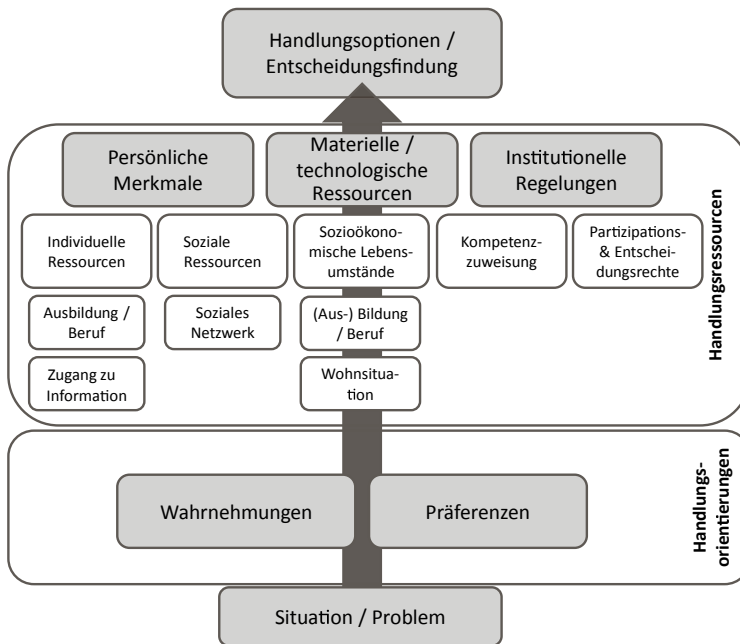 Handlungsoptionen /
Entscheidungsfindung
Persönliche
Merkmale
Materielle /
technologische
Ressourcen
Institutionelle
Regelungen
Individuelle
Ressourcen
Soziale
Ressourcen
Sozioökono-
mische Lebens-
umstände
Kompetenz-
zuweisung
Partizipations-
& Entschei-
dungsrechte
Ausbildung /
Beruf
Soziales
Netzwerk
(Aus-) Bildung
/ Beruf
Zugang zu
Information
Wohnsitua-
tion
Handlungsressourcen
Wahrnehmungen
Präferenzen
Handlungs-
orientierungen
Situation / Problem